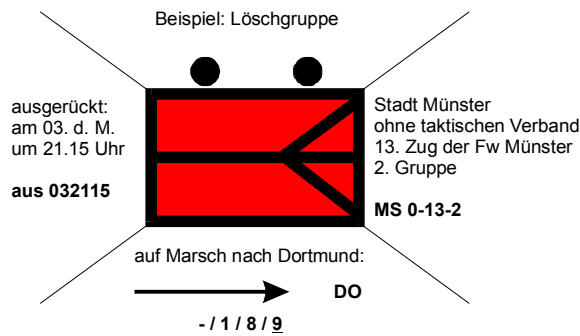 Beispiel: Löschgruppe
ausgerückt:
am 03. d. M.
um 21.15 Uhr
aus 032115
Stadt Münster
ohne taktischen Verband
13. Zug der Fw Münster
2. Gruppe
MS 0-13-2
auf Marsch nach Dortmund:
DO
- / 1 / 8 / 9